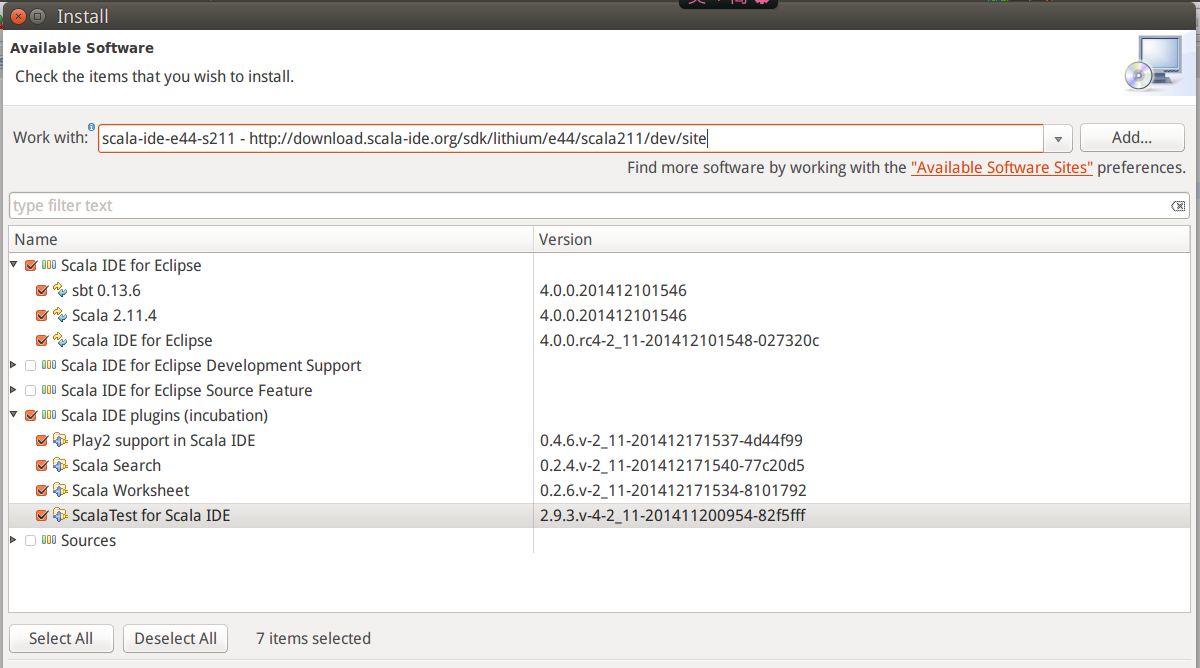 Install
Available Software
Check the items that you wish to install.
Work with: scala-ide-e44-s211 - http://download.scala-ide.org/sdk/lithium/e44/scala211/dev/site Add...
Find more software by working with the "Available Software Sites" preferences.
type filter text
Name Version
Scala IDE for Eclipse
sbt 0.13.6 4.0.0.201412101546
Scala 2.11.4 4.0.0.201412101546
Scala IDE for Eclipse 4.0.0.rc4-2_11-201412101548-027320c
Scala IDE for Eclipse Development Support
Scala IDE for Eclipse Source Feature
Scala IDE plugins (incubation)
Play2 support in Scala IDE 0.4.6.v-2_11-201412171537-4d44f99
Scala Search 0.2.4.v-2_11-201412171540-77c20d5
Scala Worksheet 0.2.6.v-2_11-201412171534-8101792
ScalaTest for Scala IDE 2.9.3.v-4-2_11-201411200954-82f5fff
Sources
Select All Deselect All 7 items selected